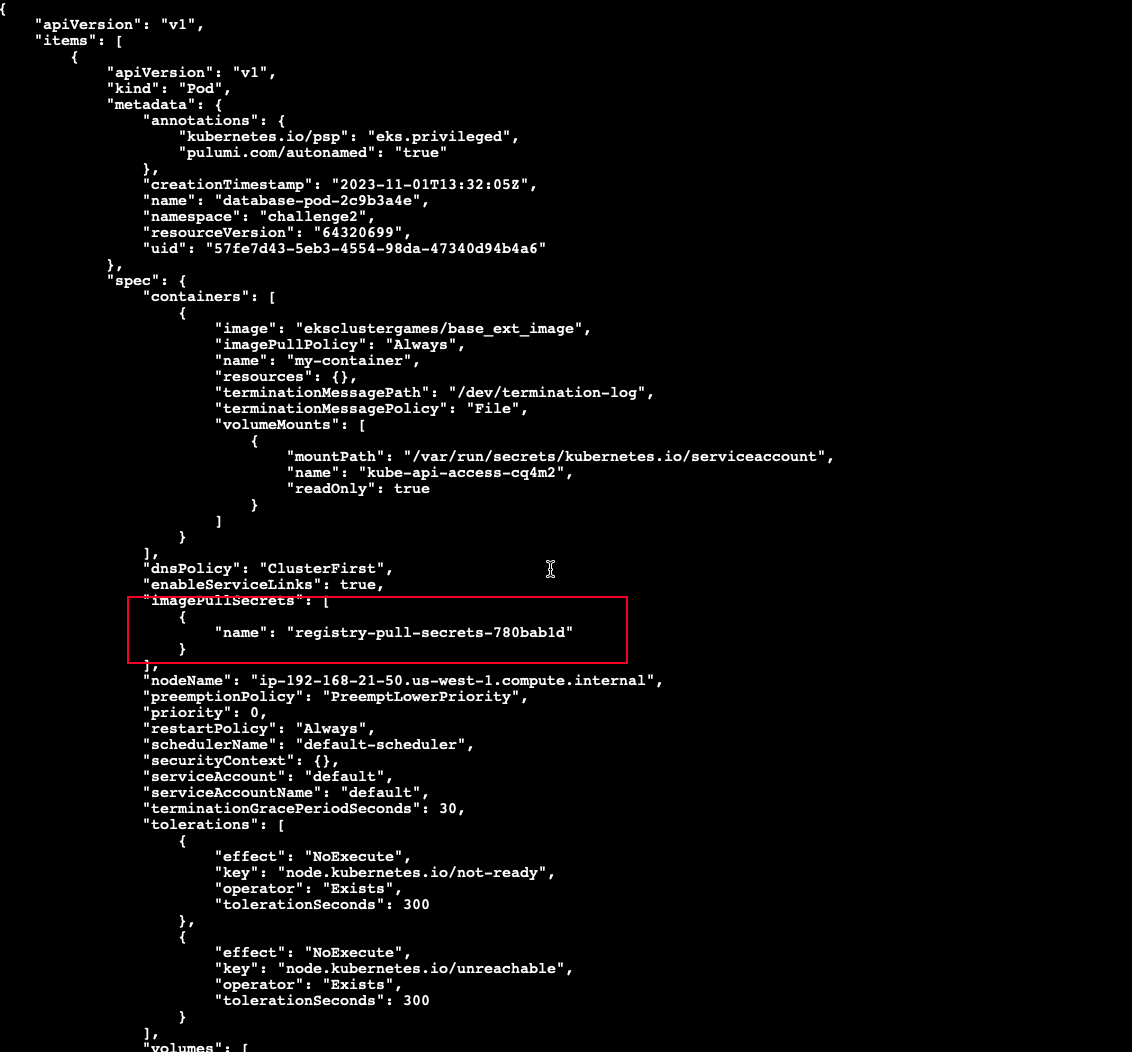 {
    "apiVersion": "v1",
    "items": [
        {
            "apiVersion": "v1",
            "kind": "Pod",
            "metadata": {
                "annotations": {
                    "kubernetes.io/psp": "eks.privileged",
                    "pulumi.com/autonamed": "true"
                },
                "creationTimestamp": "2023-11-01T13:32:05Z",
                "name": "database-pod-2c9b3a4e",
                "namespace": "challenge2",
                "resourceVersion": "64320699",
                "uid": "57fe7d43-5eb3-4554-98da-47340d94b4a6"
            },
            "spec": {
                "containers": [
                    {
                        "image": "eksclustergames/base_ext_image",
                        "imagePullPolicy": "Always",
                        "name": "my-container",
                        "resources": {},
                        "terminationMessagePath": "/dev/termination-log",
                        "terminationMessagePolicy": "File",
                        "volumeMounts": [
                            {
                                "mountPath": "/var/run/secrets/kubernetes.io/serviceaccount",
                                "name": "kube-api-access-cq4m2",
                                "readOnly": true
                            }
                        ]
                    }
                ],
                "dnsPolicy": "ClusterFirst",
                "enableServiceLinks": true,
                "imagePullSecrets": [
                    {
                        "name": "registry-pull-secrets-780bab1d"
                    }
                ],
                "nodeName": "ip-192-168-21-50.us-west-1.compute.internal",
                "preemptionPolicy": "PreemptLowerPriority",
                "priority": 0,
                "restartPolicy": "Always",
                "schedulerName": "default-scheduler",
                "securityContext": {},
                "serviceAccount": "default",
                "serviceAccountName": "default",
                "terminationGracePeriodSeconds": 30,
                "tolerations": [
                    {
                        "effect": "NoExecute",
                        "key": "node.kubernetes.io/not-ready",
                        "operator": "Exists",
                        "tolerationSeconds": 300
                    },
                    {
                        "effect": "NoExecute",
                        "key": "node.kubernetes.io/unreachable",
                        "operator": "Exists",
                        "tolerationSeconds": 300
                    }
                ],
                "volumes": [